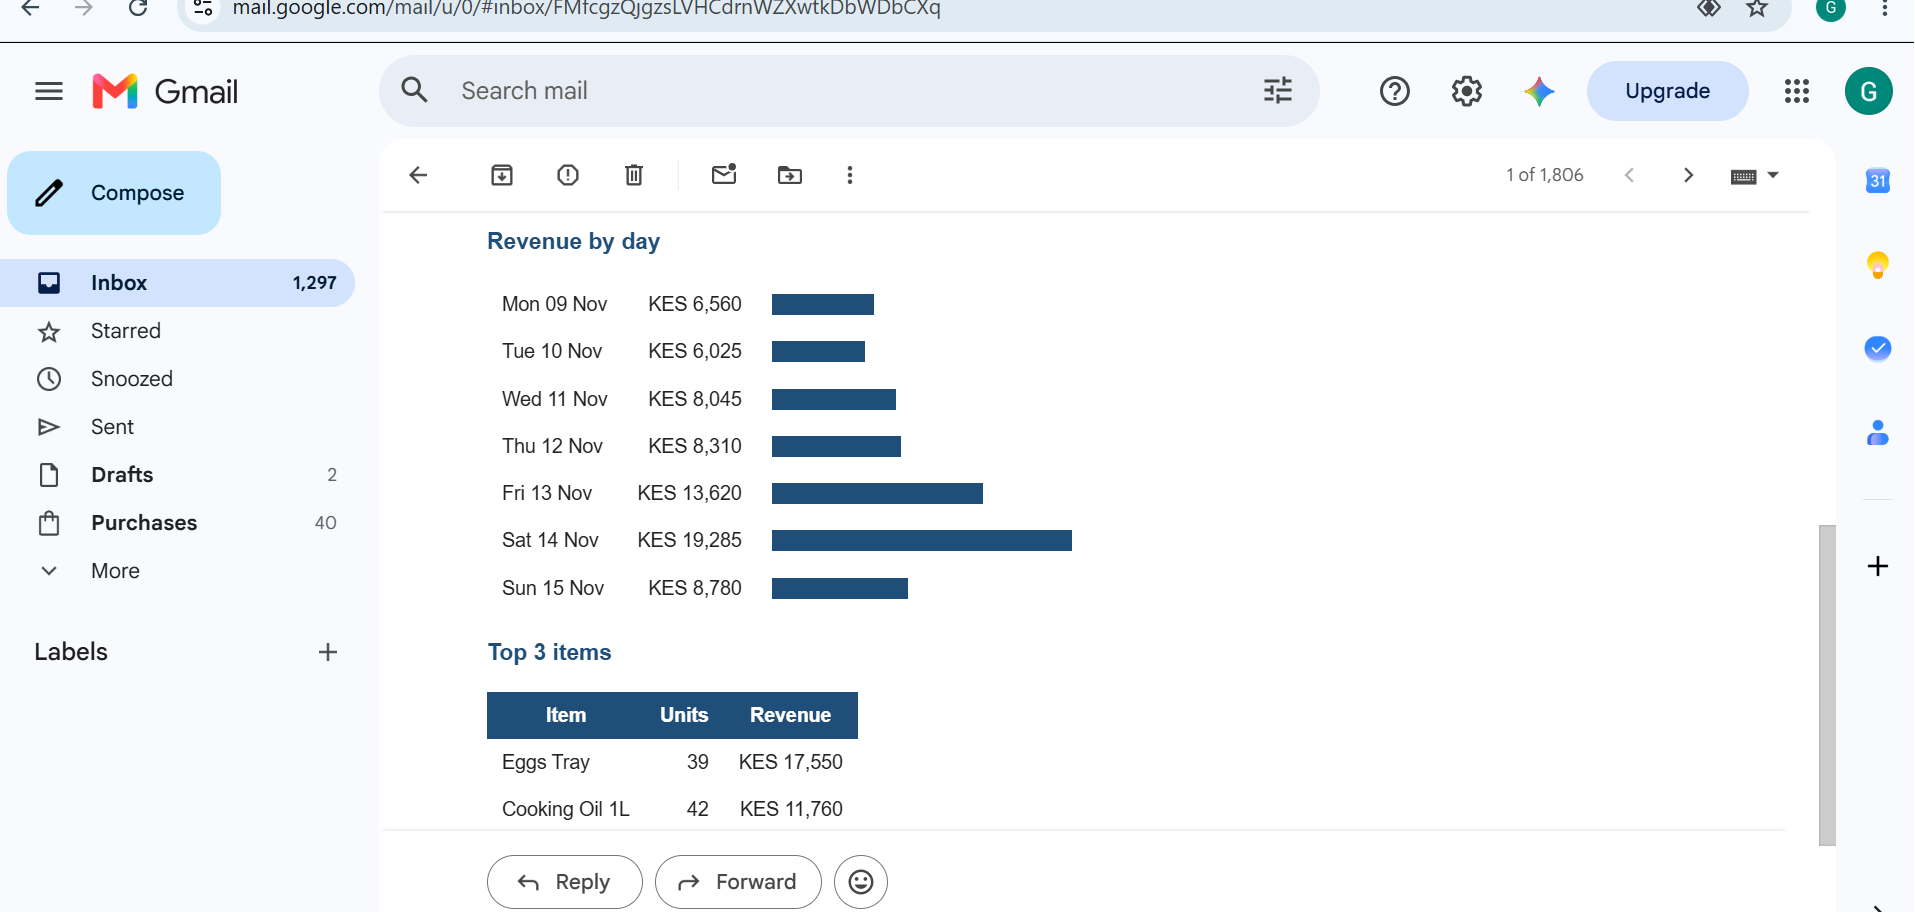 mail.google.com/mail/u/0/#inbox/FMfcgzQjgzsLVHCdrnWZXwtkDbWDbCXq
G
Gmail
Search mail
Upgrade
G
Compose
1 of 1,806
31
Inbox 1,297
Starred
Snoozed
Sent
Drafts 2
Purchases 40
More
Labels
Revenue by day
Mon 09 Nov KES 6,560
Tue 10 Nov KES 6,025
Wed 11 Nov KES 8,045
Thu 12 Nov KES 8,310
Fri 13 Nov KES 13,620
Sat 14 Nov KES 19,285
Sun 15 Nov KES 8,780
Top 3 items
Item Units Revenue
Eggs Tray 39 KES 17,550
Cooking Oil 1L 42 KES 11,760
Reply Forward